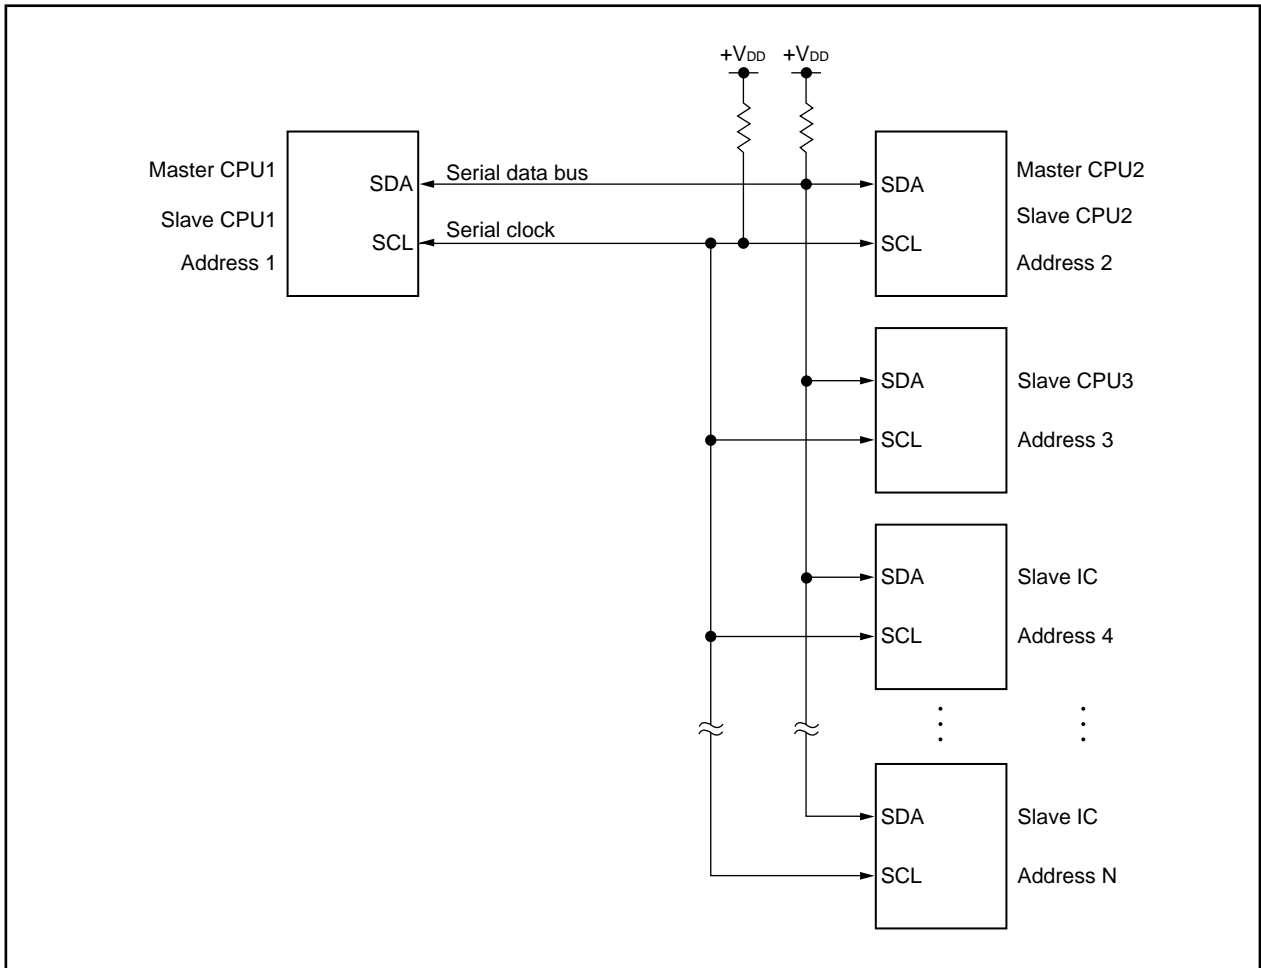 +VDD +VDD
Master CPU1
Slave CPU1
Address 1
SDA
SCL
Serial data bus
Serial clock
SDA
SCL
Master CPU2
Slave CPU2
Address 2
SDA
SCL
Slave CPU3
Address 3
SDA
SCL
Slave IC
Address 4
SDA
SCL
Slave IC
Address N